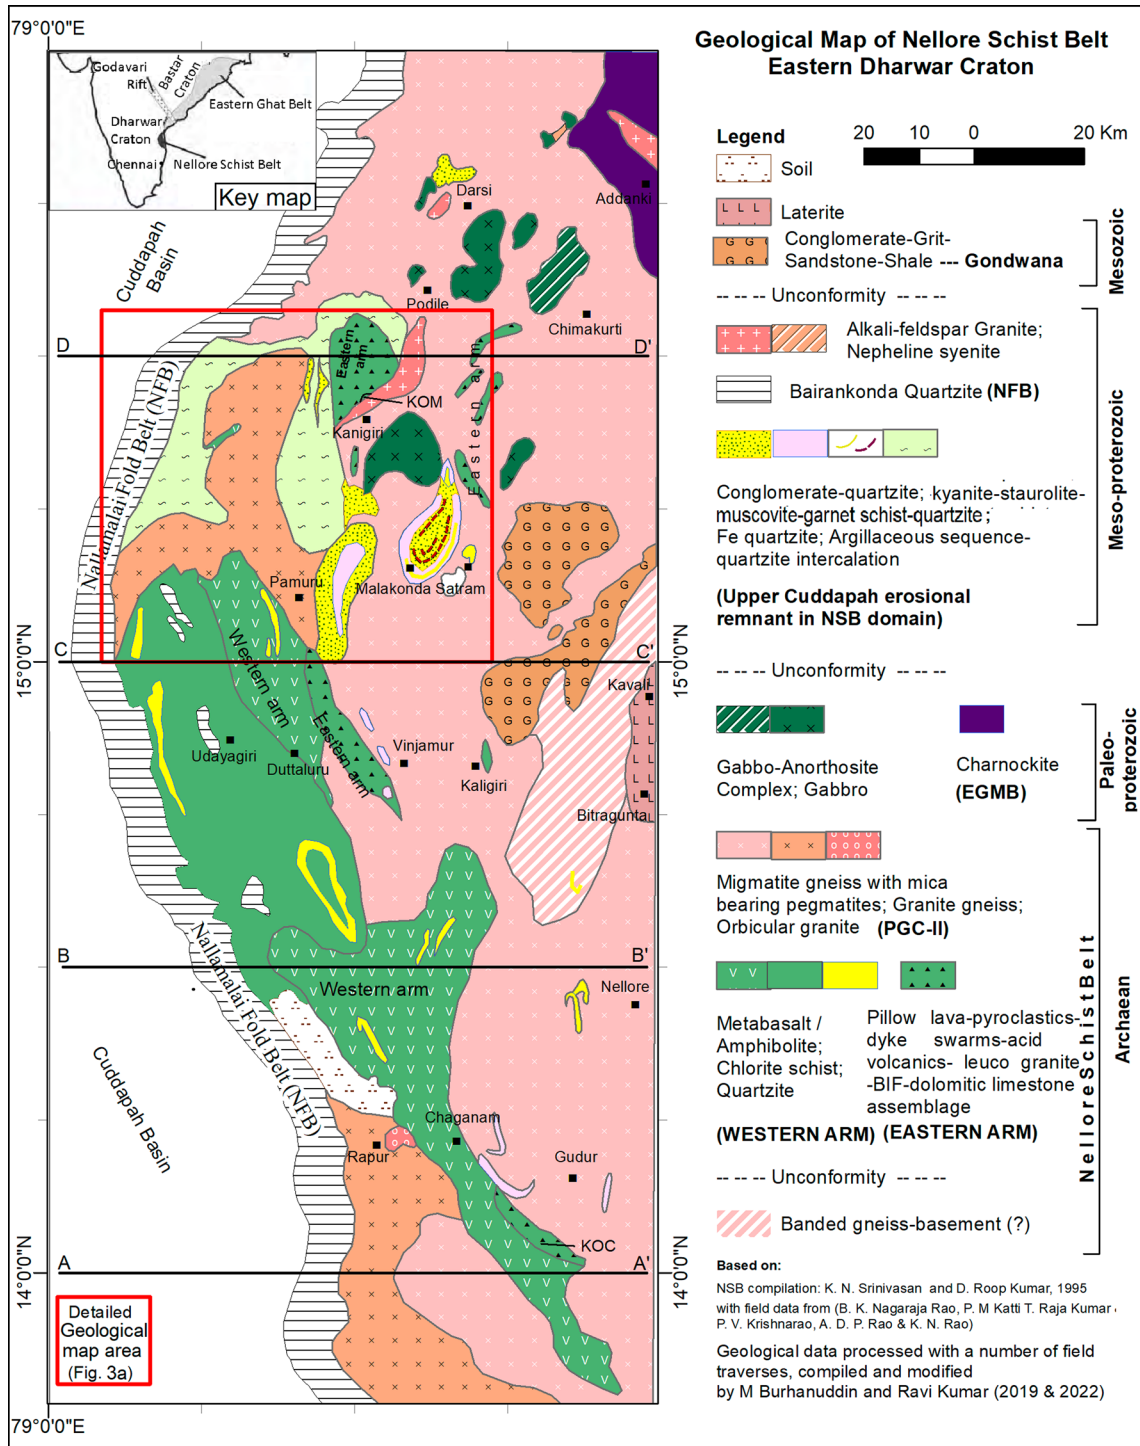 79°0'0"E
Godavari
Rift
Bastar
Craton
Eastern Ghat Belt
Dharwar
Craton
Chennai
Nellore Schist Belt
Key map
Cuddapah
Basin
Darsi
Addanki
Podile
Chimakurti
D
D'
Eastern
arm
KOM
Kanigiri
Eastern arm
Nallamalai Fold Belt (NFB)
Pamuru
Malakonda Satram
C
C'
15°0'0"N
15°0'0"N
Western arm
Eastern arm
Kavali
Udayagiri
Duttaluru
Vinjamur
Kaligiri
Bitragunta
B
B'
Western arm
Nellore
Nallamalai Fold Belt (NFB)
Cuddapah Basin
Chaganam
Rapur
Gudur
KOC
A
A'
14°0'0"N
14°0'0"N
Detailed
Geological
map area
(Fig. 3a)
79°0'0"E
Geological Map of Nellore Schist Belt
Eastern Dharwar Craton
Legend
20 10 0 20 Km
Soil
Laterite
Conglomerate-Grit-
Sandstone-Shale --- Gondwana
Mesozoic
-- -- - Unconformity -- -- --
Alkali-feldspar Granite;
Nepheline syenite
Bairankonda Quartzite (NFB)
Conglomerate-quartzite; kyanite-staurolite-
muscovite-garnet schist-quartzite;
Fe quartzite; Argillaceous sequence-
quartzite intercalation
(Upper Cuddapah erosional
remnant in NSB domain)
Meso-proterozoic
-- -- - Unconformity -- -- --
Gabbo-Anorthosite
Complex; Gabbro
Charnockite
(EGMB)
Paleo-
proterozoic
Migmatite gneiss with mica
bearing pegmatites; Granite gneiss;
Orbicular granite (PGC-II)
Metabasalt /
Amphibolite;
Chlorite schist;
Quartzite
(WESTERN ARM)
Pillow lava-pyroclastics-
dyke swarms-acid
volcanics- leuco granite
-BIF-dolomitic limestone
assemblage
(EASTERN ARM)
Nellore Schist Belt
Archaean
-- -- - Unconformity -- -- --
Banded gneiss-basement (?)
Based on:
NSB compilation: K. N. Srinivasan and D. Roop Kumar, 1995
with field data from (B. K. Nagaraja Rao, P. M Katti T. Raja Kumar
P. V. Krishnarao, A. D. P. Rao & K. N. Rao)
Geological data processed with a number of field
traverses, compiled and modified
by M Burhanuddin and Ravi Kumar (2019 & 2022)